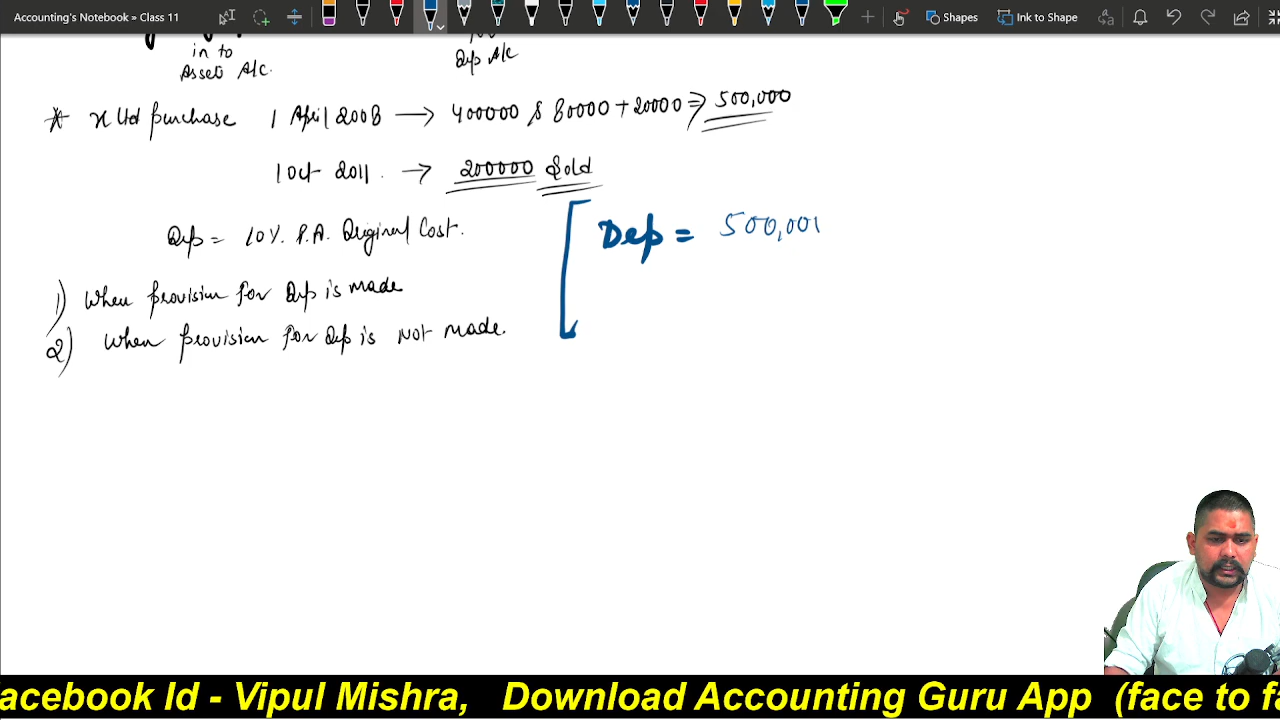 Accounting's Notebook » Class 11
Shapes
Ink to Shape
in to
Assets A/c.
Dep A/c
* x ltd purchase 1 April 2008 → 400000 & 80000 + 20000 ⇒ 500,000
1 Oct 2011. → 200000 Sold
Dep = 10%. P.A. Original Cost.
Dep = 500,000
1) When provision for Dep is made
2) When provision for Dep is Not made.
acebook Id - Vipul Mishra, Download Accounting Guru App (face to fa